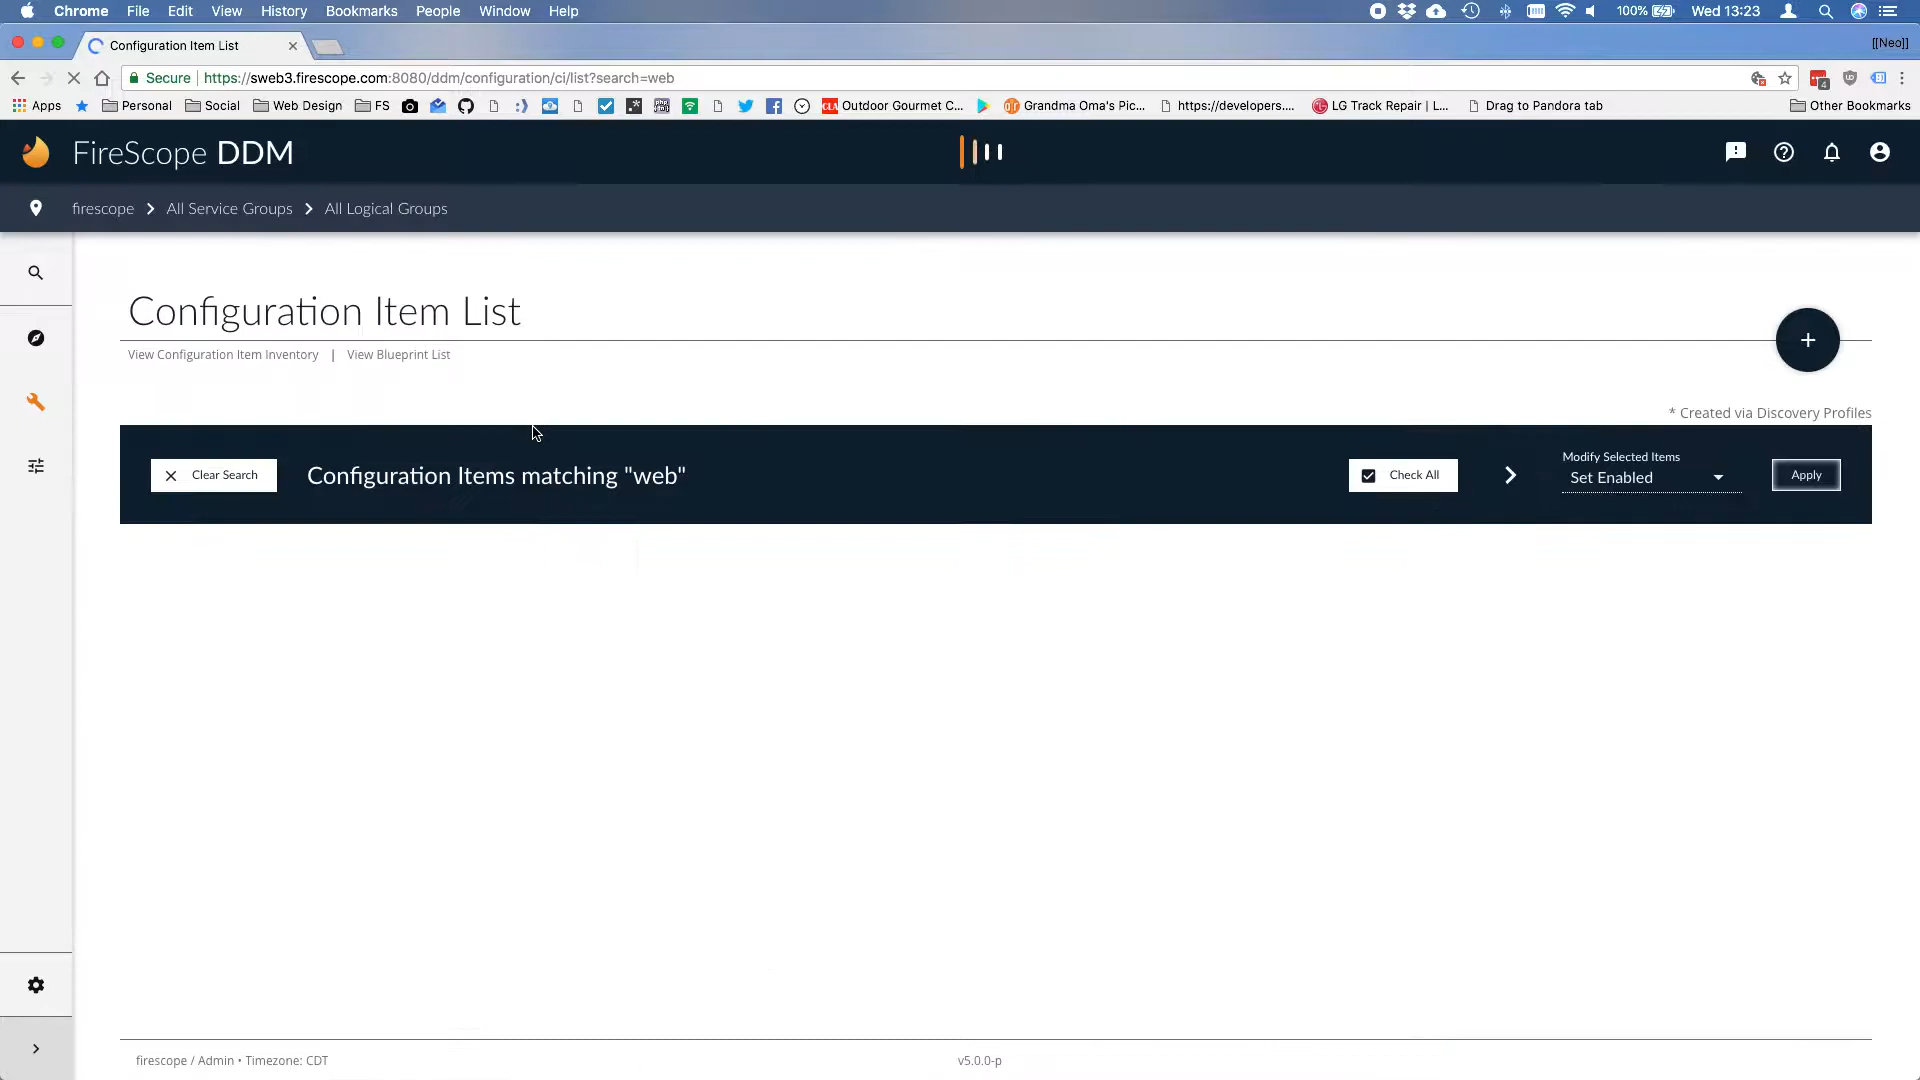 Chrome File Edit View History Bookmarks People Window Help 100% Wed 13:23
Configuration Item List [[Neo]]
Secure https://sweb3.firescope.com:8080/ddm/configuration/ci/list?search=web 4
Apps Personal Social Web Design FS php CLA Outdoor Gourmet C... Grandma Oma's Pic... https://developers.... LG Track Repair | L... Drag to Pandora tab Other Bookmarks
FireScope DDM
firescope All Service Groups All Logical Groups
Configuration Item List
View Configuration Item Inventory | View Blueprint List
* Created via Discovery Profiles
Clear Search Configuration Items matching "web" Check All Modify Selected Items Set Enabled Apply
firescope / Admin • Timezone: CDT v5.0.0-p